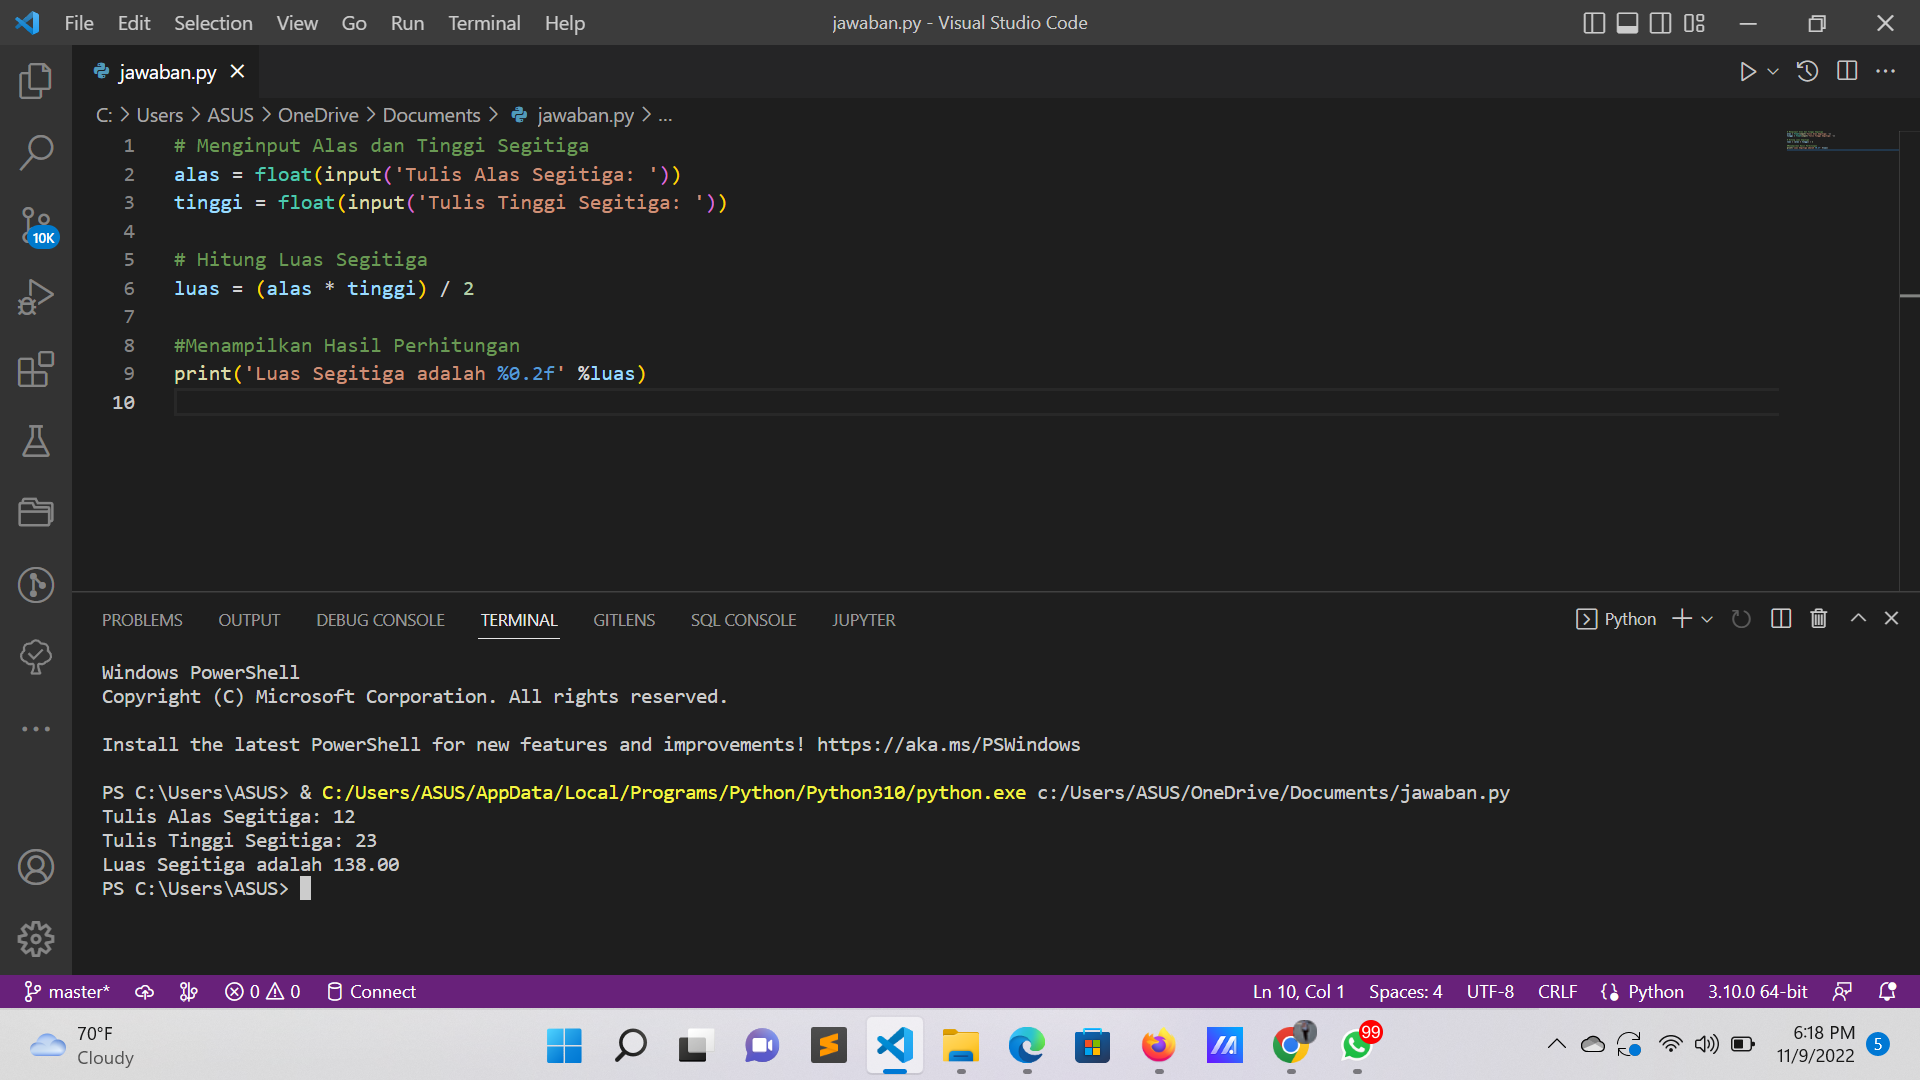 File Edit Selection View Go Run Terminal Help jawaban.py - Visual Studio Code
jawaban.py
C: > Users > ASUS > OneDrive > Documents > jawaban.py > ...
1 # Menginput Alas dan Tinggi Segitiga
2 alas = float(input('Tulis Alas Segitiga: '))
3 tinggi = float(input('Tulis Tinggi Segitiga: '))
4
5 # Hitung Luas Segitiga
6 luas = (alas * tinggi) / 2
7
8 #Menampilkan Hasil Perhitungan
9 print('Luas Segitiga adalah %0.2f' %luas)
10
10K
PROBLEMS OUTPUT DEBUG CONSOLE TERMINAL GITLENS SQL CONSOLE JUPYTER Python
Windows PowerShell
Copyright (C) Microsoft Corporation. All rights reserved.
Install the latest PowerShell for new features and improvements! https://aka.ms/PSWindows
PS C:\Users\ASUS> & C:/Users/ASUS/AppData/Local/Programs/Python/Python310/python.exe c:/Users/ASUS/OneDrive/Documents/jawaban.py
Tulis Alas Segitiga: 12
Tulis Tinggi Segitiga: 23
Luas Segitiga adalah 138.00
PS C:\Users\ASUS>
master* 0 0 Connect Ln 10, Col 1 Spaces: 4 UTF-8 CRLF Python 3.10.0 64-bit
70°F
Cloudy
99
6:18 PM
11/9/2022
5